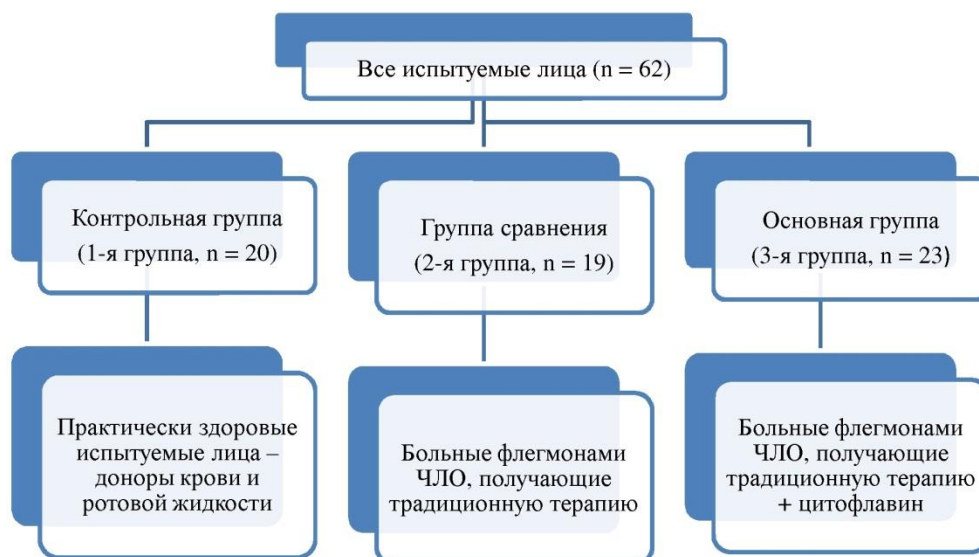 Все испытуемые лица (n = 62)
Контрольная группа
(1-я группа, n = 20)
Группа сравнения
(2-я группа, n = 19)
Основная группа
(3-я группа, n = 23)
Практически здоровые
испытуемые лица –
доноры крови и
ротовой жидкости
Больные флегмонами
ЧЛО, получающие
традиционную терапию
Больные флегмонами
ЧЛО, получающие
традиционную терапию
+ цитофлавин